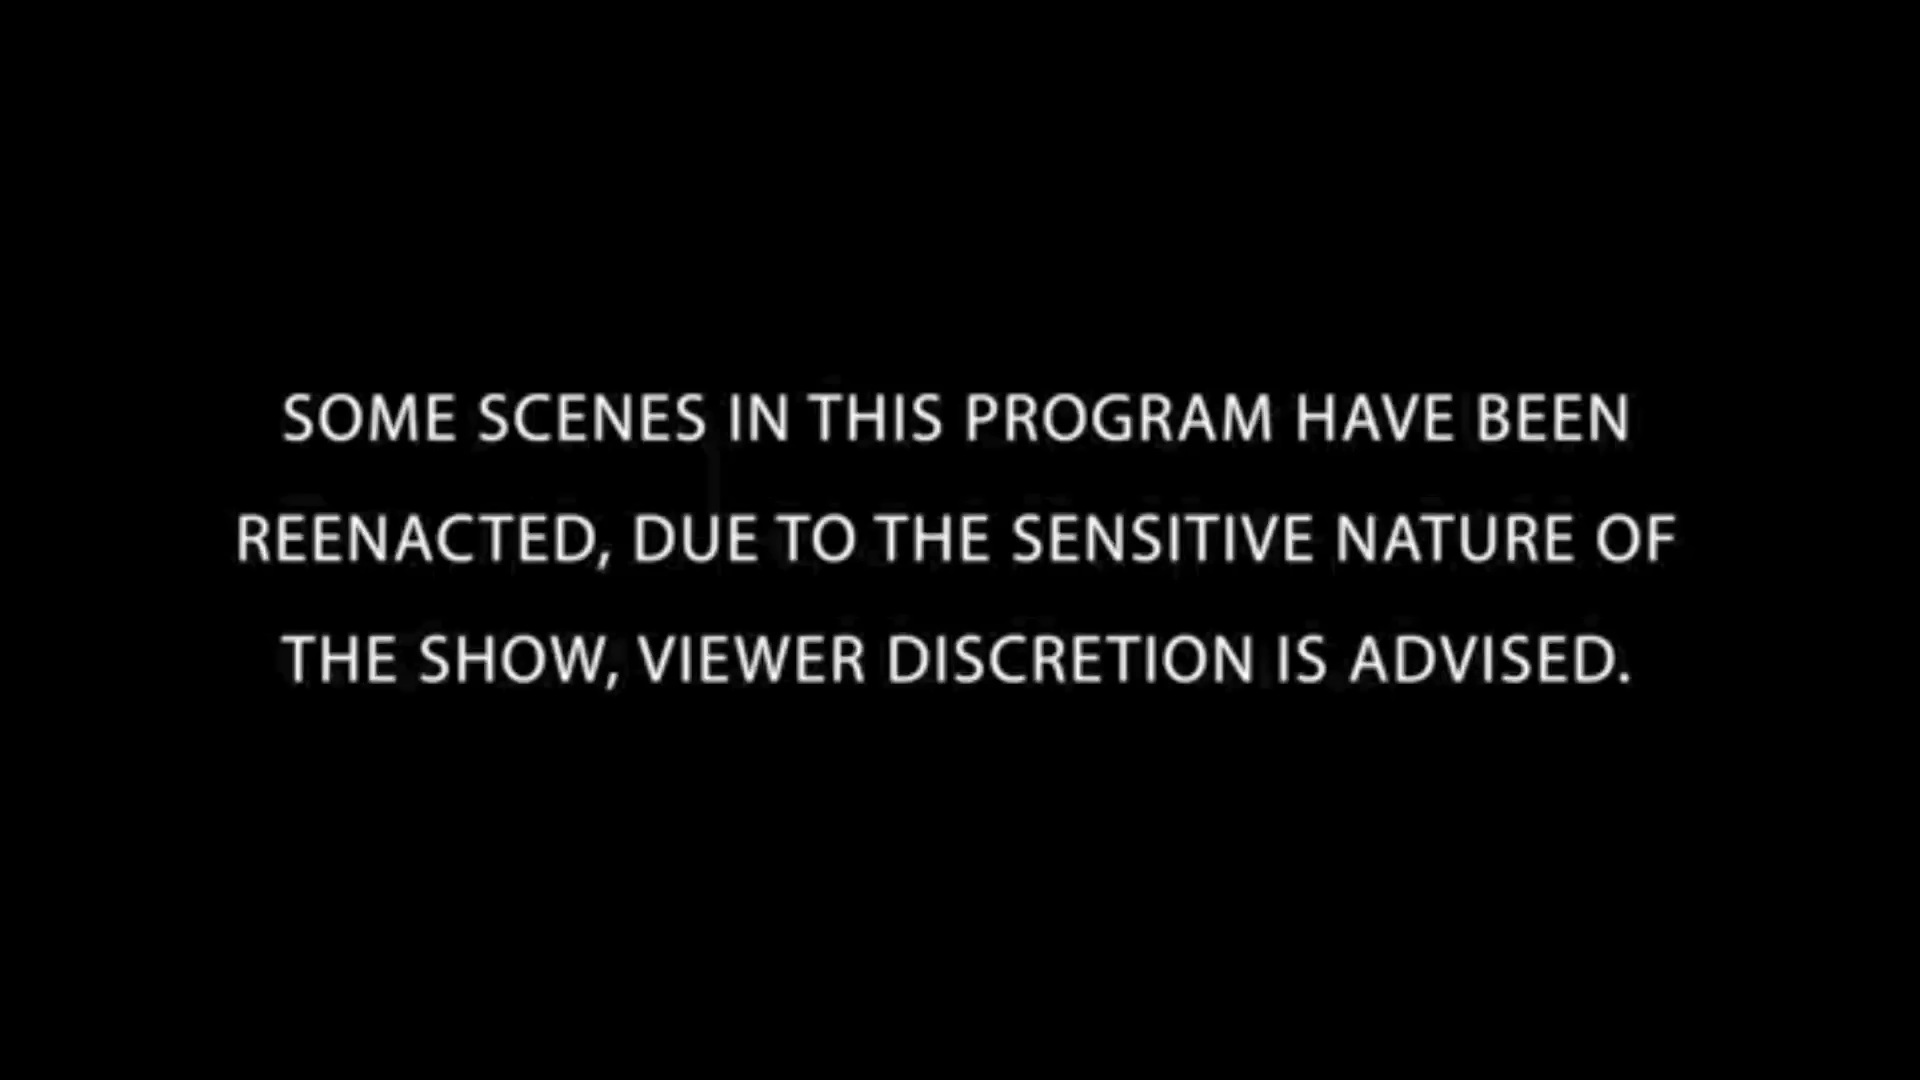 SOME SCENES IN THIS PROGRAM HAVE BEEN
REENACTED, DUE TO THE SENSITIVE NATURE OF
THE SHOW, VIEWER DISCRETION IS ADVISED.